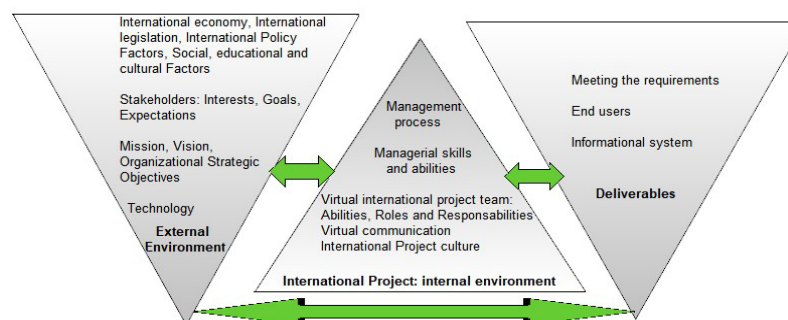 International economy, International
legislation, International Policy
Factors, Social, educational and
cultural Factors
Stakeholders: Interests, Goals,
Expectations
Mission, Vision,
Organizational Strategic
Objectives
Technology
External
Environment
Management
process
Managerial skills
and abilities
Virtual international project team:
Abilities, Roles and Responsabilities
Virtual communication
International Project culture
International Project: internal environment
Meeting the requirements
End users
Informational system
Deliverables